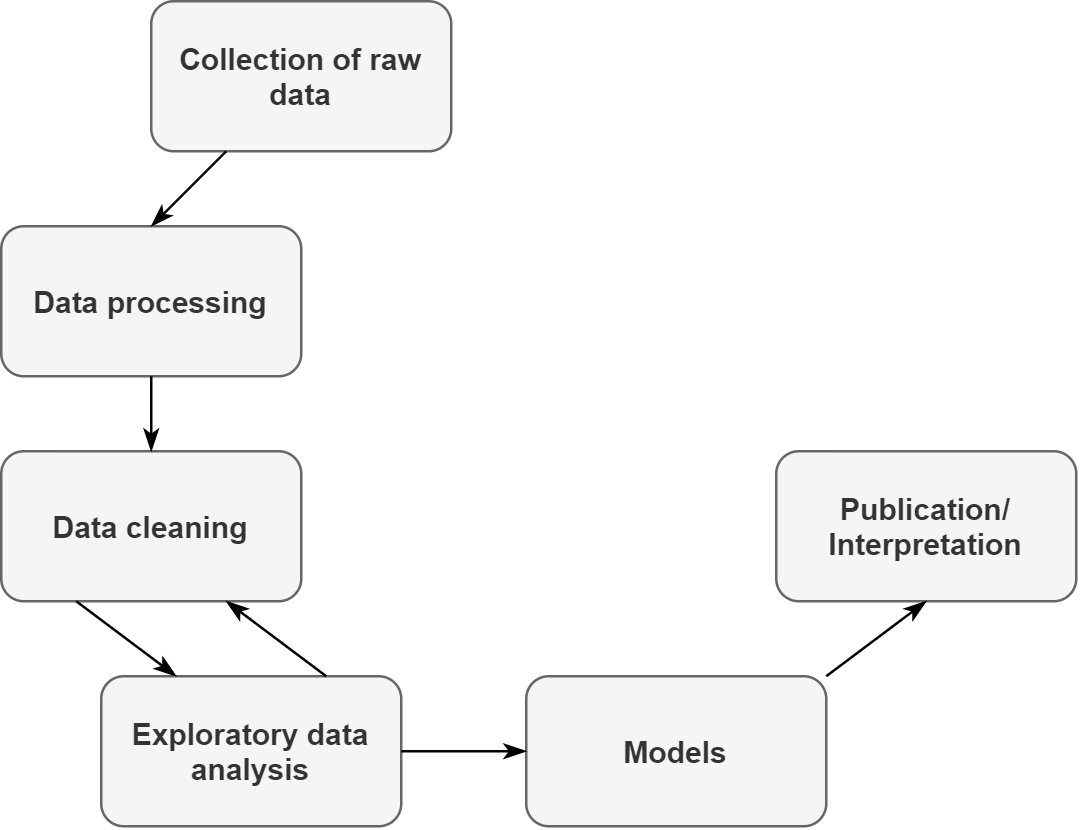 Collection of raw
data
Data processing
Data cleaning
Exploratory data
analysis
Models
Publication/
Interpretation